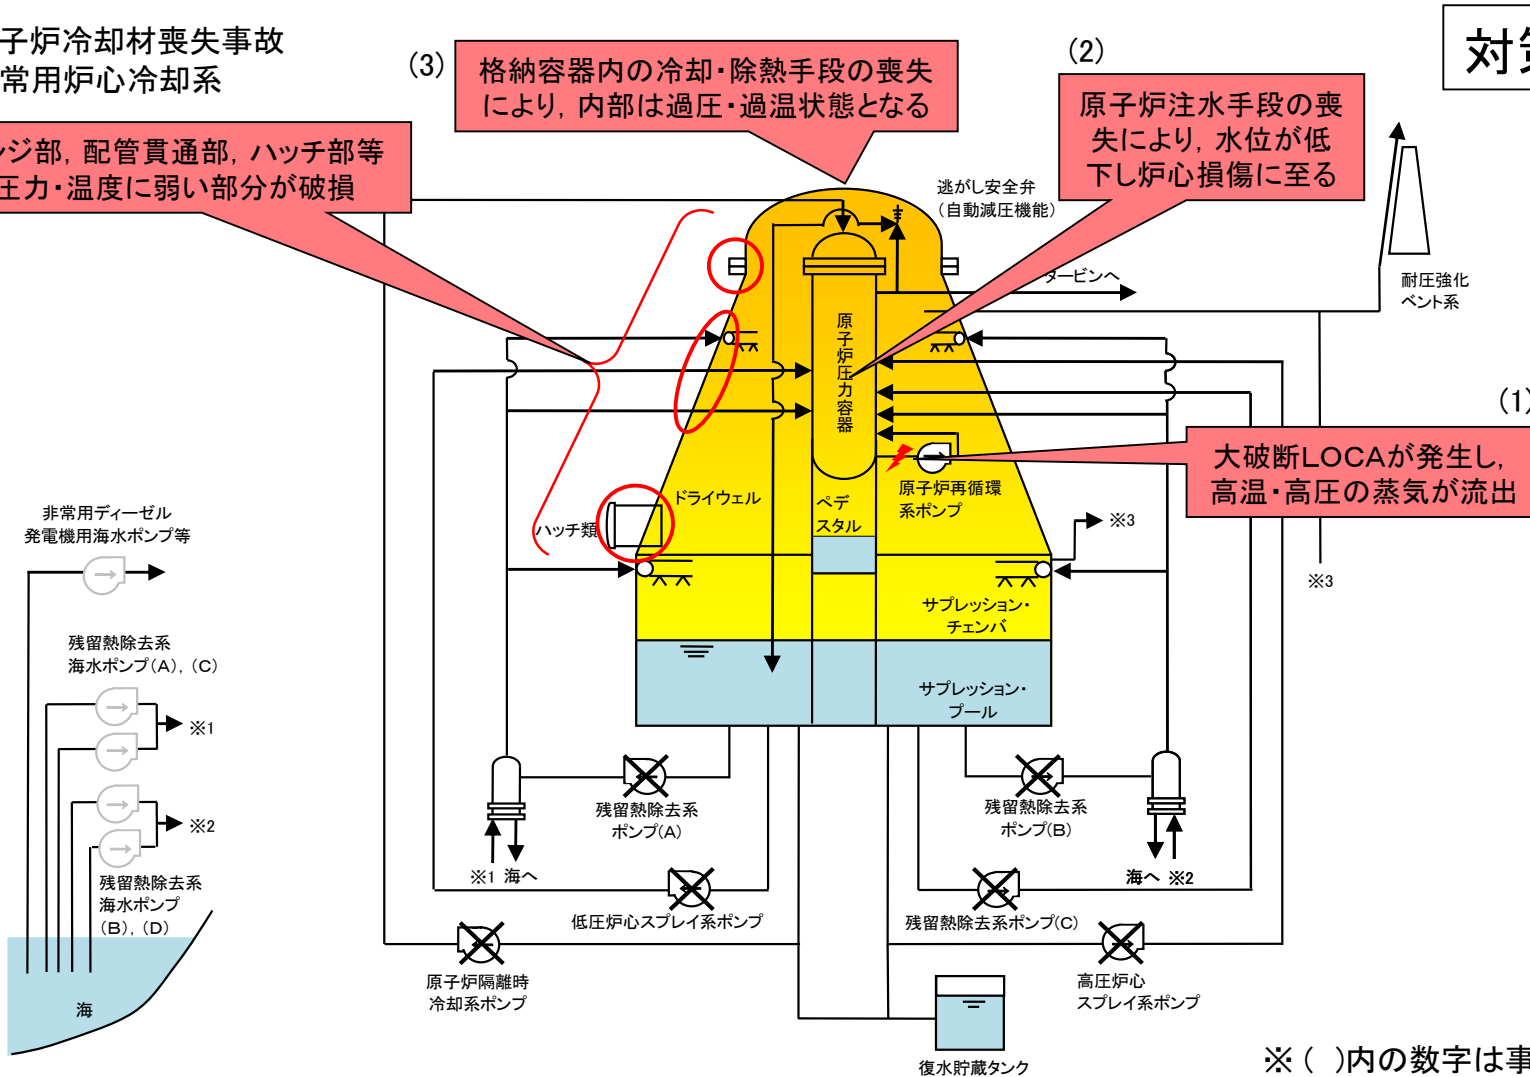 子炉冷却材喪失事故
常用炉心冷却系
(3)
格納容器内の冷却・除熱手段の喪失
により，内部は過圧・過温状態となる
(2)
原子炉注水手段の喪
失により，水位が低
下し炉心損傷に至る
対策
ジ部，配管貫通部，ハッチ部等
圧力・温度に弱い部分が破損
逃がし安全弁
（自動減圧機能）
タービンへ
耐圧強化
ベント系
原子炉圧力容器
(1)
大破断LOCAが発生し，
高温・高圧の蒸気が流出
原子炉再循環
系ポンプ
ドライウェル
ペデ
スタル
ハッチ類
※3
※3
非常用ディーゼル
発電機用海水ポンプ等
サプレッション・
チェンバ
残留熱除去系
海水ポンプ(A)，(C)
※1
サプレッション・
プール
※2
残留熱除去系
海水ポンプ
(B)，(D)
海
残留熱除去系
ポンプ(A)
残留熱除去系
ポンプ(B)
※1 海へ
海へ ※2
低圧炉心スプレイ系ポンプ
残留熱除去系ポンプ(C)
原子炉隔離時
冷却系ポンプ
高圧炉心
スプレイ系ポンプ
復水貯蔵タンク
※（ ）内の数字は事